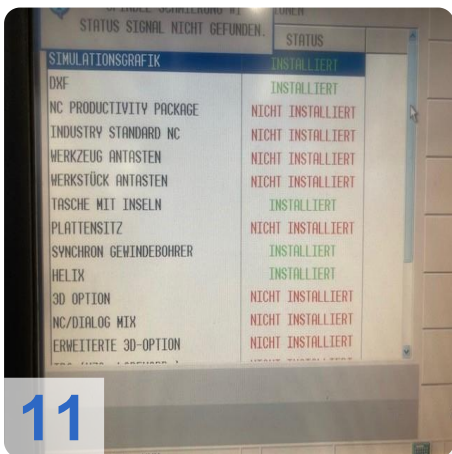 STATUS SIGNAL NICHT GEFUNDEN.
STATUS
SIMULATIONSGRAFIK INSTALLIERT
DXF INSTALLIERT
NC PRODUCTIVITY PACKAGE NICHT INSTALLIERT
INDUSTRY STANDARD NC NICHT INSTALLIERT
WERKZEUG ANTASTEN NICHT INSTALLIERT
WERKSTÜCK ANTASTEN NICHT INSTALLIERT
TASCHE MIT INSELN INSTALLIERT
PLATTENSITZ NICHT INSTALLIERT
SYNCHRON GEWINDEBOHRER INSTALLIERT
HELIX INSTALLIERT
3D OPTION NICHT INSTALLIERT
NC/DIALOG MIX NICHT INSTALLIERT
ERWEITERTE 3D-OPTION NICHT INSTALLIERT
11